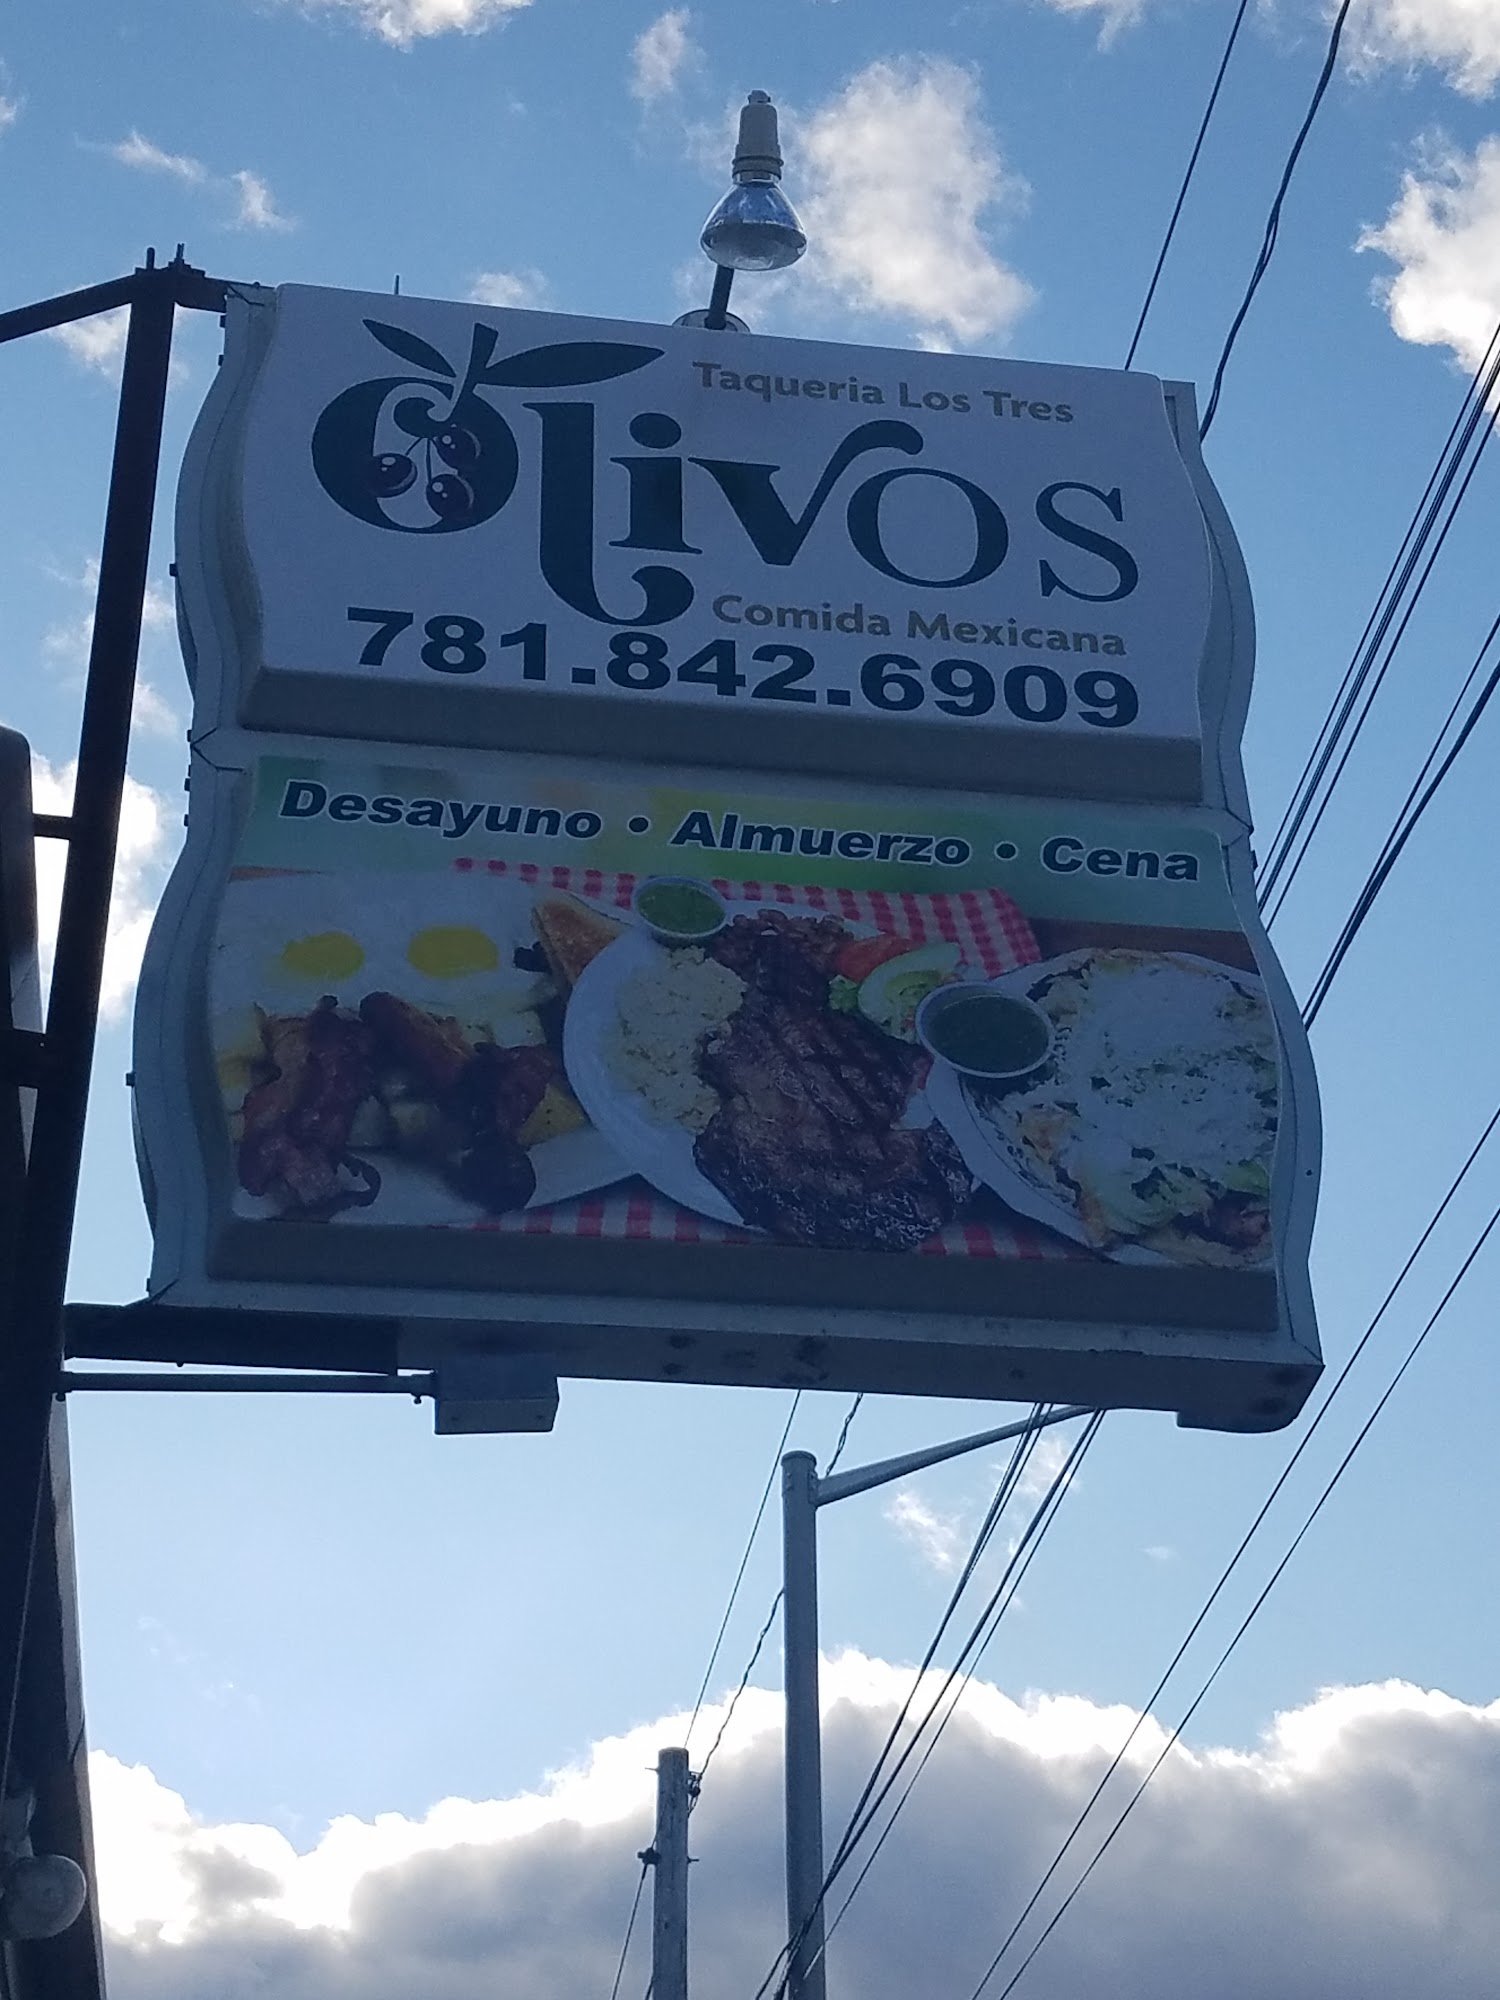 Taqueria Los Tres
Olivos
Comida Mexicana
781.842.6909
Desayuno • Almuerzo • Cena